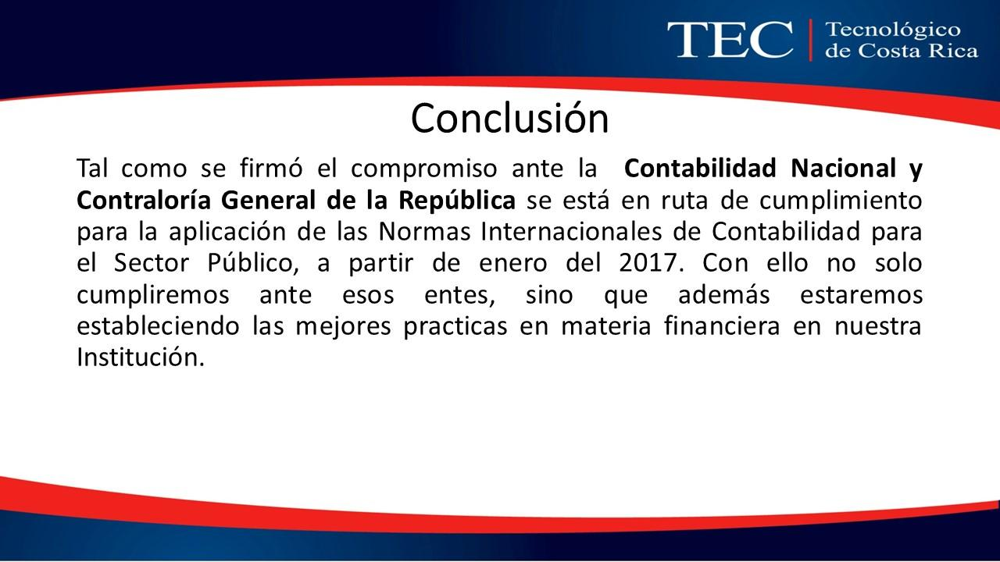 TEC | Tecnológico
de Costa Rica
Conclusión
Tal como se firmó el compromiso ante la Contabilidad Nacional y
Contraloría General de la República se está en ruta de cumplimiento
para la aplicación de las Normas Internacionales de Contabilidad para
el Sector Público, a partir de enero del 2017. Con ello no solo
cumpliremos ante esos entes, sino que además estaremos
estableciendo las mejores practicas en materia financiera en nuestra
Institución.